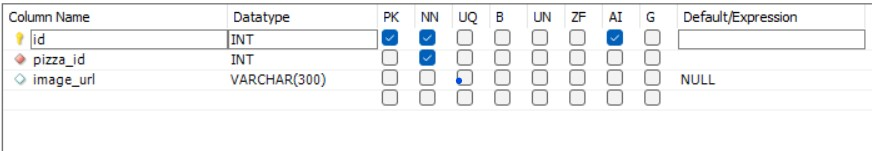 Column Name Datatype PK NN UQ B UN ZF AI G Default/Expression
id INT
pizza_id INT
image_url VARCHAR(300) NULL